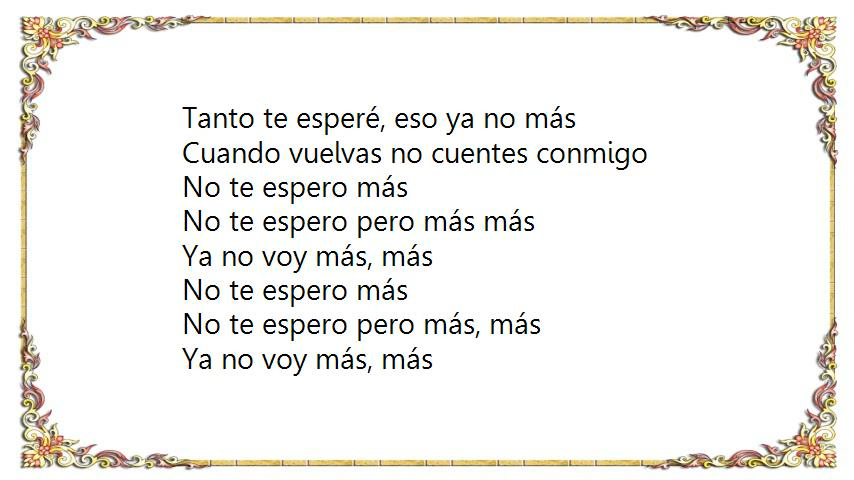 Tanto te esperé, eso ya no más
Cuando vuelvas no cuentes conmigo
No te espero más
No te espero pero más más
Ya no voy más, más
No te espero más
No te espero pero más, más
Ya no voy más, más